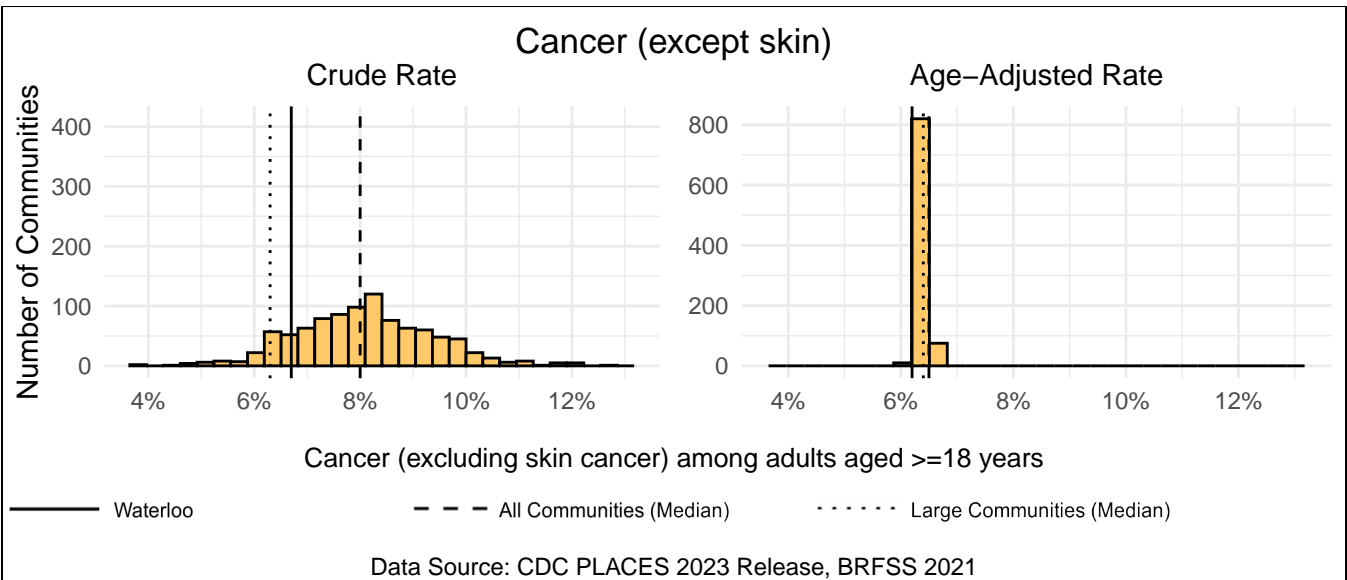 Cancer (except skin)
Crude Rate
Age−Adjusted Rate
Number of Communities
400
300
200
100
0
4% 6% 8% 10% 12%
800
600
400
200
0
4% 6% 8% 10% 12%
Cancer (excluding skin cancer) among adults aged >=18 years
Waterloo All Communities (Median) Large Communities (Median)
Data Source: CDC PLACES 2023 Release, BRFSS 2021